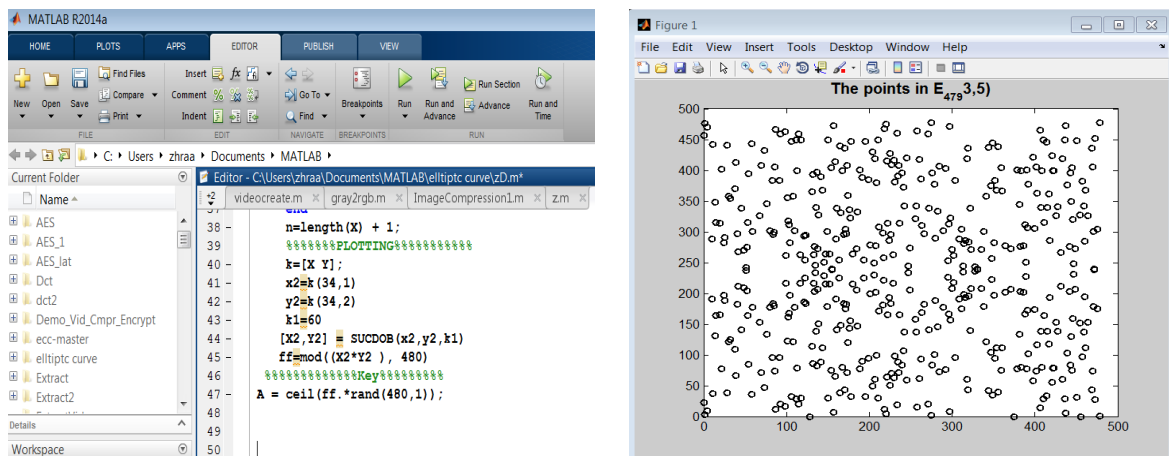 MATLAB R2014a
HOME PLOTS APPS EDITOR PUBLISH VIEW
Find Files Insert fx
New Open Save Compare Comment % Go To Breakpoints Run Run and Advance Run Section Advance Run and Time
Print Indent Find
FILE EDIT NAVIGATE BREAKPOINTS RUN
C: Users zhraa Documents MATLAB
Current Folder
Editor - C:\Users\zhraa\Documents\MATLAB\elltiptc curve\zD.m*
Name
videocreate.m gray2rgb.m ImageCompression1.m z.m
AES
AES_1
AES_lat
Dct
dct2
Demo_Vid_Cmpr_Encrypt
ecc-master
elltiptc curve
Extract
Extract2
Details
Workspace
37 end
38 - n=length(X) + 1;
39 %%%%%%%PLOTTING%%%%%%%%%%%
40 - k=[X Y];
41 - x2=k(34,1)
42 - y2=k(34,2)
43 - k1=60
44 - [X2,Y2] = SUCDOB(x2,y2,k1)
45 - ff=mod((X2*Y2 ), 480)
46 %%%%%%%%%%%%%Key%%%%%%%%%
47 - A = ceil(ff.*rand(480,1));
48
49
50
Figure 1
File Edit View Insert Tools Desktop Window Help
The points in E479 3,5)
500
450
400
350
300
250
200
150
100
50
0
0 100 200 300 400 500